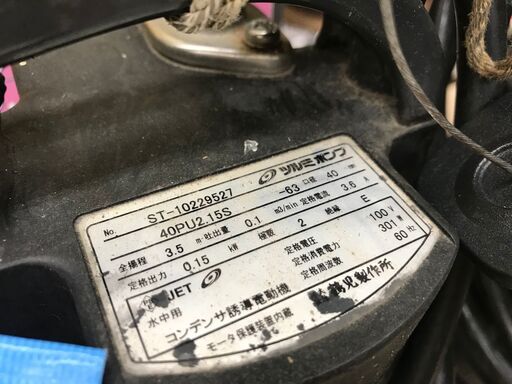 ツルミポンプ
No. ST-10229527 -63 口径 40 mm
40PU2.15S
全揚程 3.5 m・吐出量 0.1 m3/min 定格電流 3.6 A
定格出力 0.15 kW 極数 2 絶縁 E
JET 定格電圧 100 V
水中用 定格消費電力 301 W
コンデンサ誘導電動機 定格周波数 60 Hz
モータ保護装置内蔵 鶴見製作所